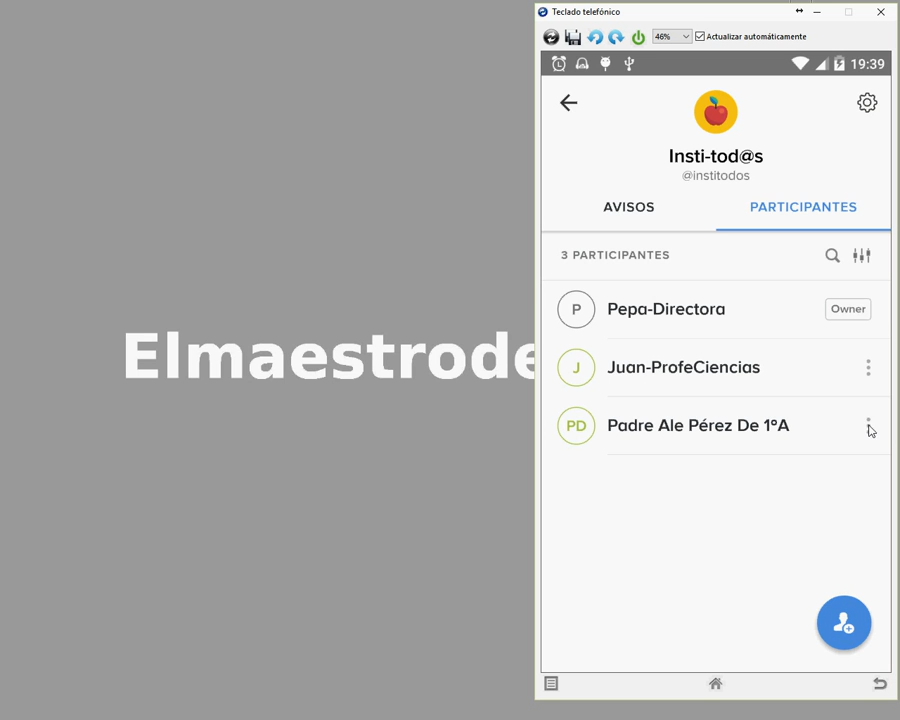 Teclado telefónico
46%
Actualizar automáticamente
19:39
Insti-tod@s
@institodos
AVISOS
PARTICIPANTES
3 PARTICIPANTES
P
Pepa-Directora
Owner
J
Juan-ProfeCiencias
PD
Padre Ale Pérez De 1ºA
Elmaestrode